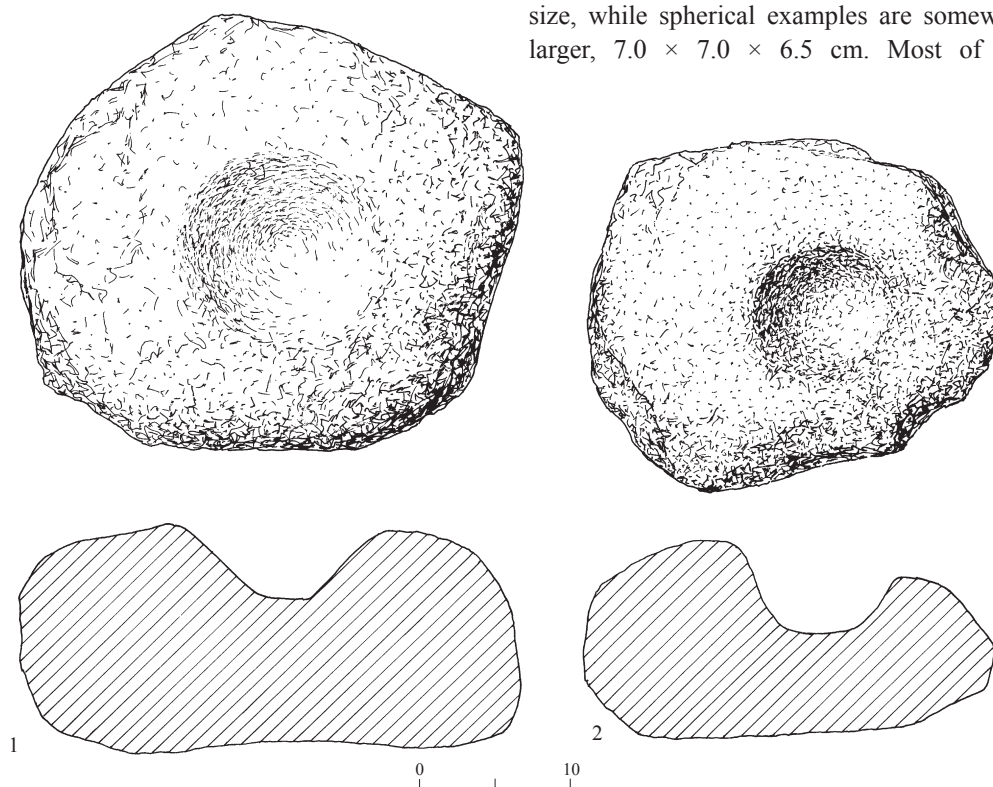 size, while spherical examples are
larger, 7.0 × 7.0 × 6.5 cm. Most of
1
2
0 10